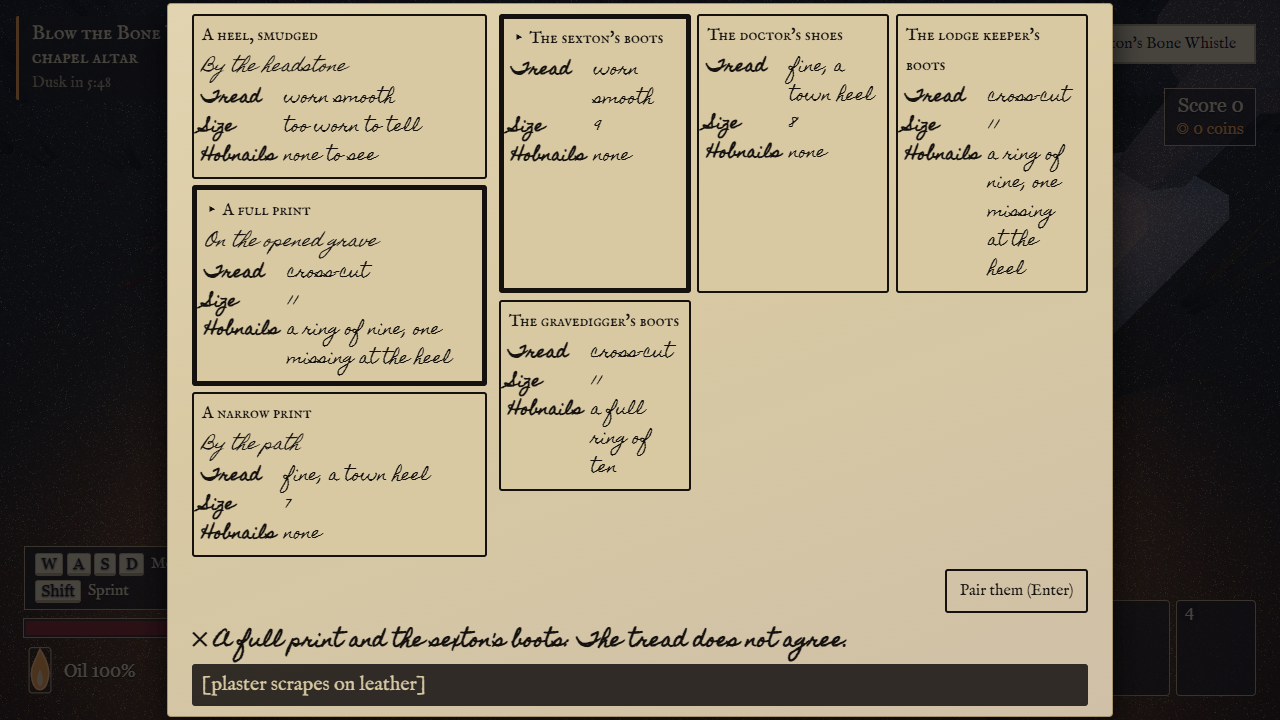 Blow the Bone
chapel altar
Dusk in 5:48
ton's Bone Whistle
Score 0
0 coins
A heel, smudged
By the headstone
Tread worn smooth
Size too worn to tell
Hobnails none to see
▸ A full print
On the opened grave
Tread cross-cut
Size 11
Hobnails a ring of nine, one
missing at the heel
A narrow print
By the path
Tread fine, a town heel
Size 7
Hobnails none
▸ The sexton's boots
Tread worn
smooth
Size 9
Hobnails none
The doctor's shoes
Tread fine, a
town heel
Size 8
Hobnails none
The lodge keeper's
boots
Tread cross-cut
Size 11
Hobnails a ring of
nine, one
missing
at the
heel
The gravedigger's boots
Tread cross-cut
Size 11
Hobnails a full
ring of
ten
Pair them (Enter)
× A full print and the sexton's boots: The tread does not agree.
[plaster scrapes on leather]
W A S D M
Shift Sprint
Oil 100%
4